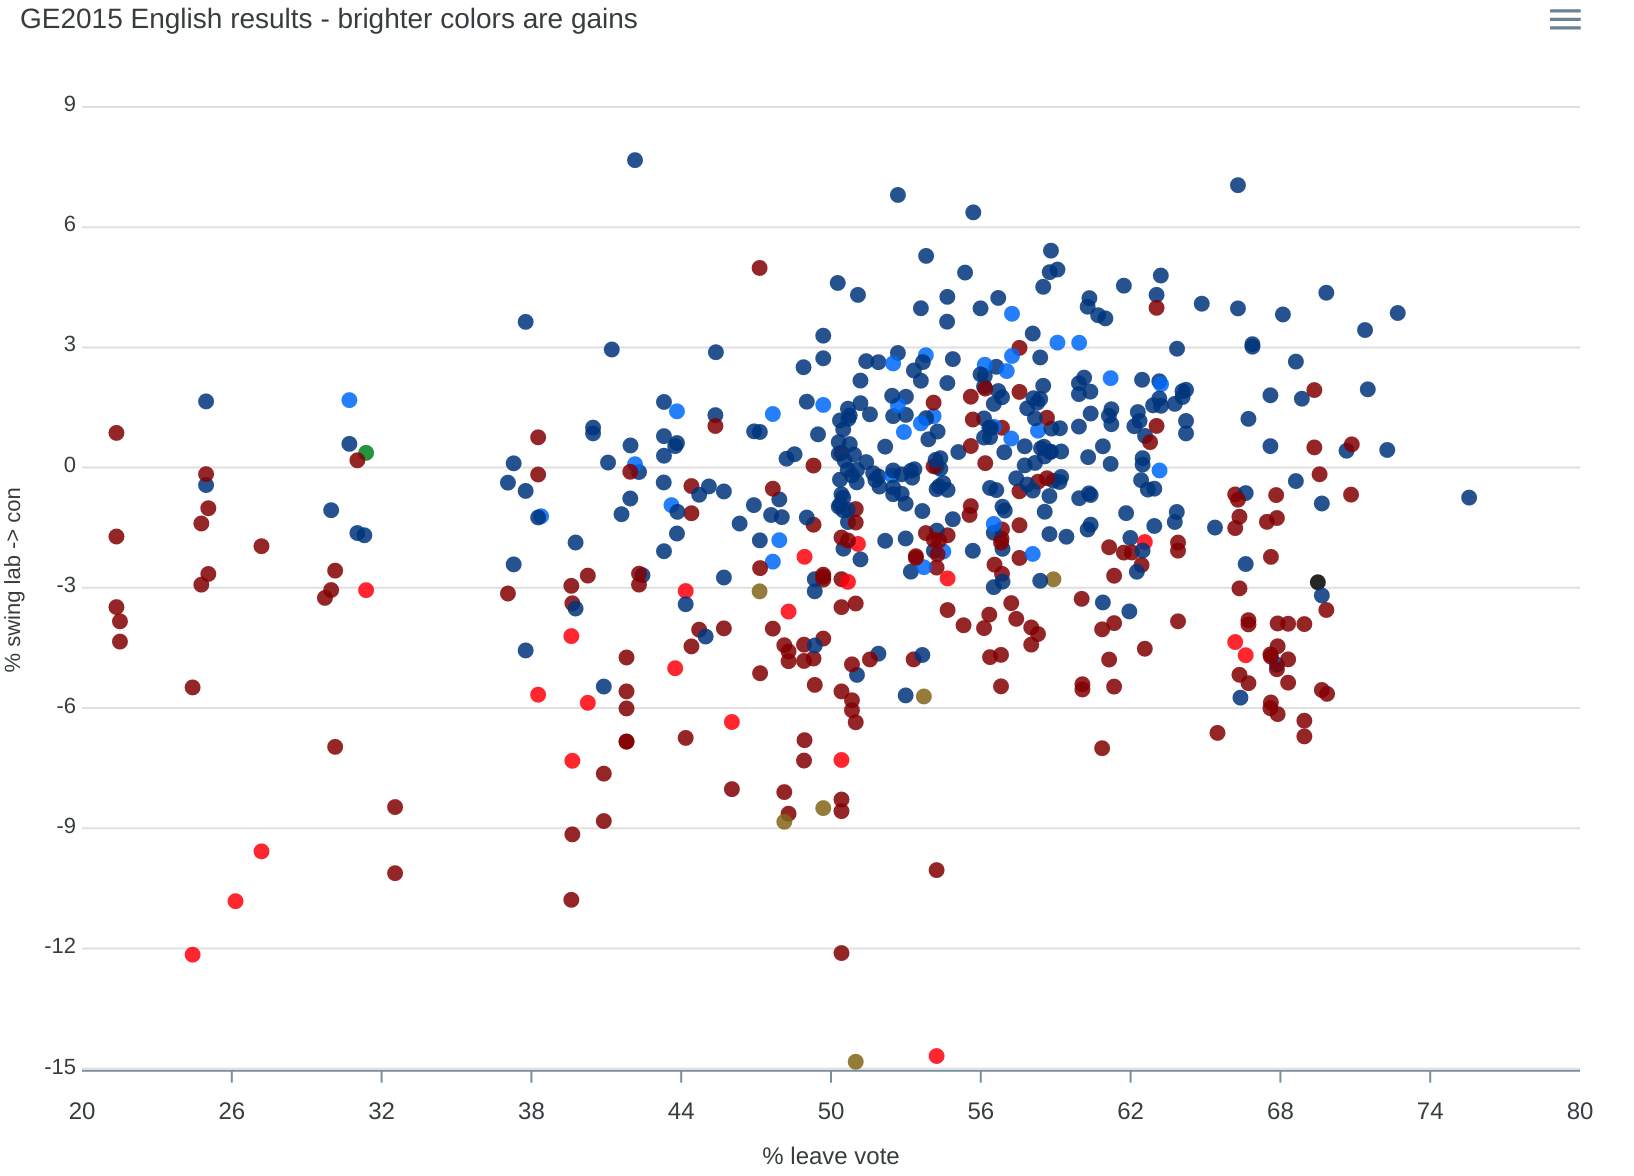 GE2015 English results - brighter colors are gains
9
6
3
0
-3
-6
-9
-12
-15
% swing lab -> con
20 26 32 38 44 50 56 62 68 74 80
% leave vote